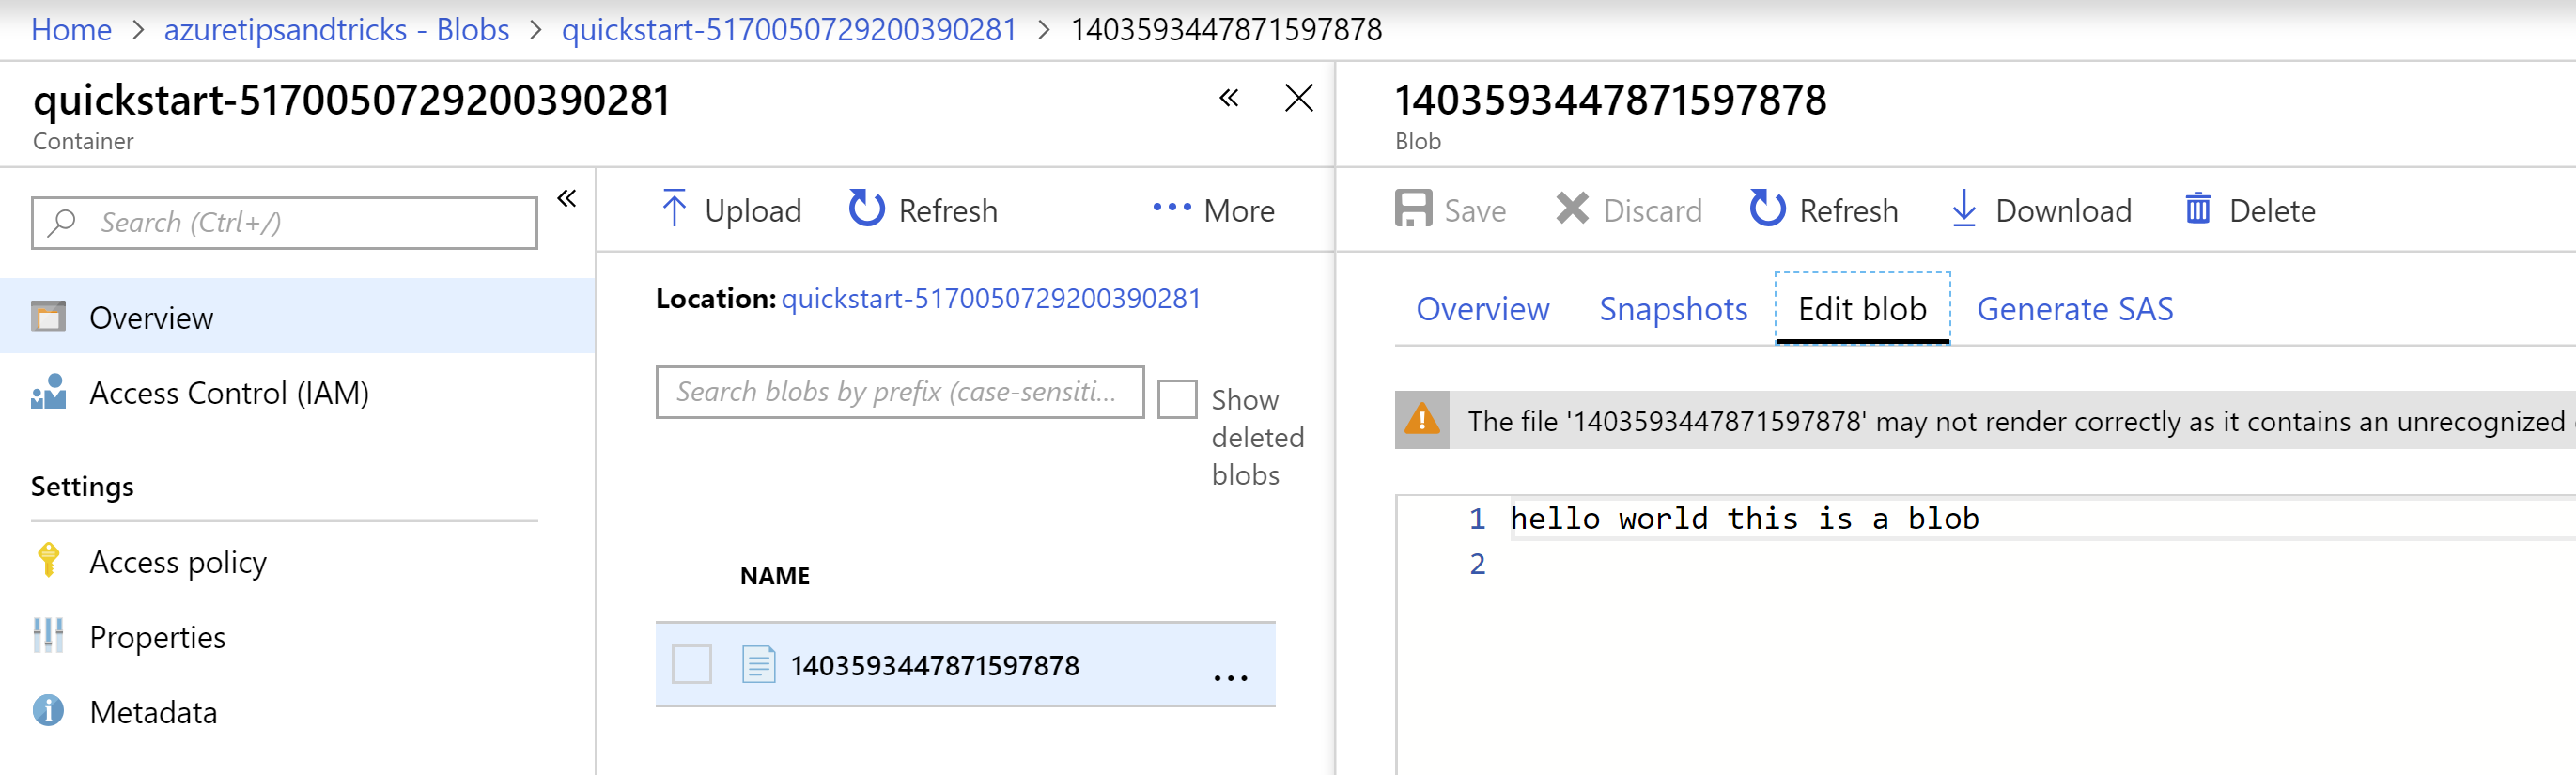 Home > azuretipsandtricks - Blobs > quickstart-5170050729200390281 > 1403593447871597878
quickstart-5170050729200390281
Container
Search (Ctrl+/)
Overview
Access Control (IAM)
Settings
Access policy
Properties
Metadata
Upload Refresh ••• More
Location: quickstart-5170050729200390281
Search blobs by prefix (case-sensiti...
Show
deleted
blobs
NAME
1403593447871597878 ...
1403593447871597878
Blob
Save Discard Refresh Download Delete
Overview Snapshots Edit blob Generate SAS
The file '1403593447871597878' may not render correctly as it contains an unrecognized
1 hello world this is a blob
2